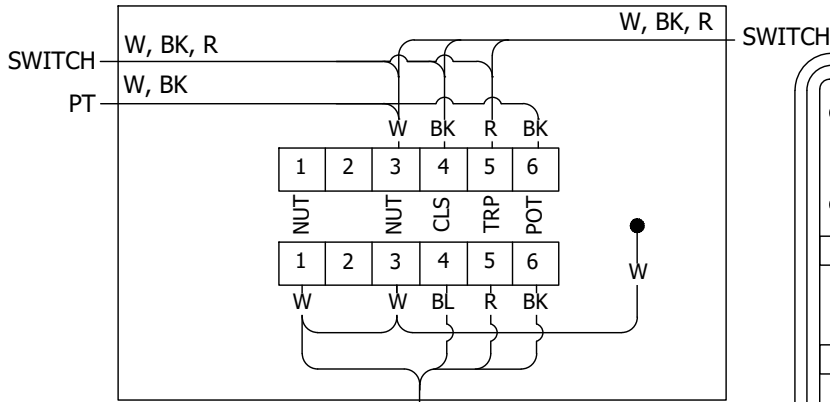 W, BK, R
SWITCH
W, BK, R
SWITCH
W, BK
PT
W BK R BK
1 2 3 4 5 6
NUT NUT CLS TRP POT
1 2 3 4 5 6
W
W W BL R BK